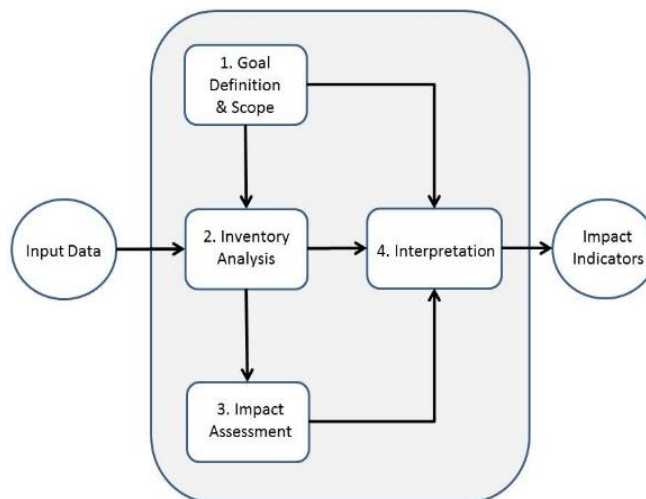 1. Goal
Definition
& Scope
Input Data
2. Inventory
Analysis
4. Interpretation
Impact
Indicators
3. Impact
Assessment